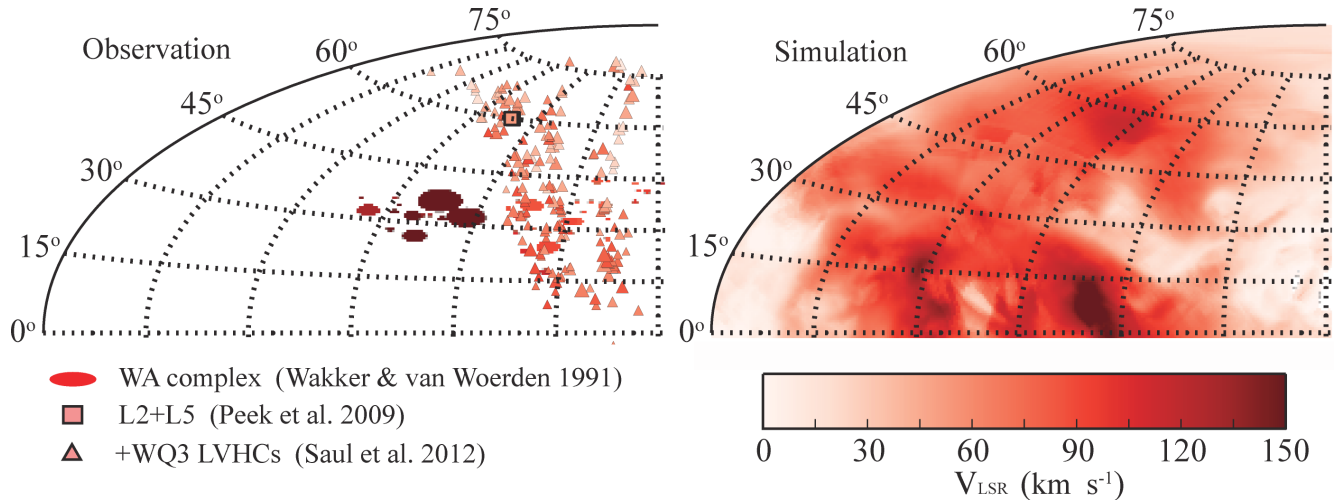 Observation
75°
60°
45°
30°
15°
0°
Simulation
75°
60°
45°
30°
15°
0°
WA complex (Wakker & van Woerden 1991)
L2+L5 (Peek et al. 2009)
+WQ3 LVHCs (Saul et al. 2012)
0 30 60 90 120 150
VLSR (km s-1)